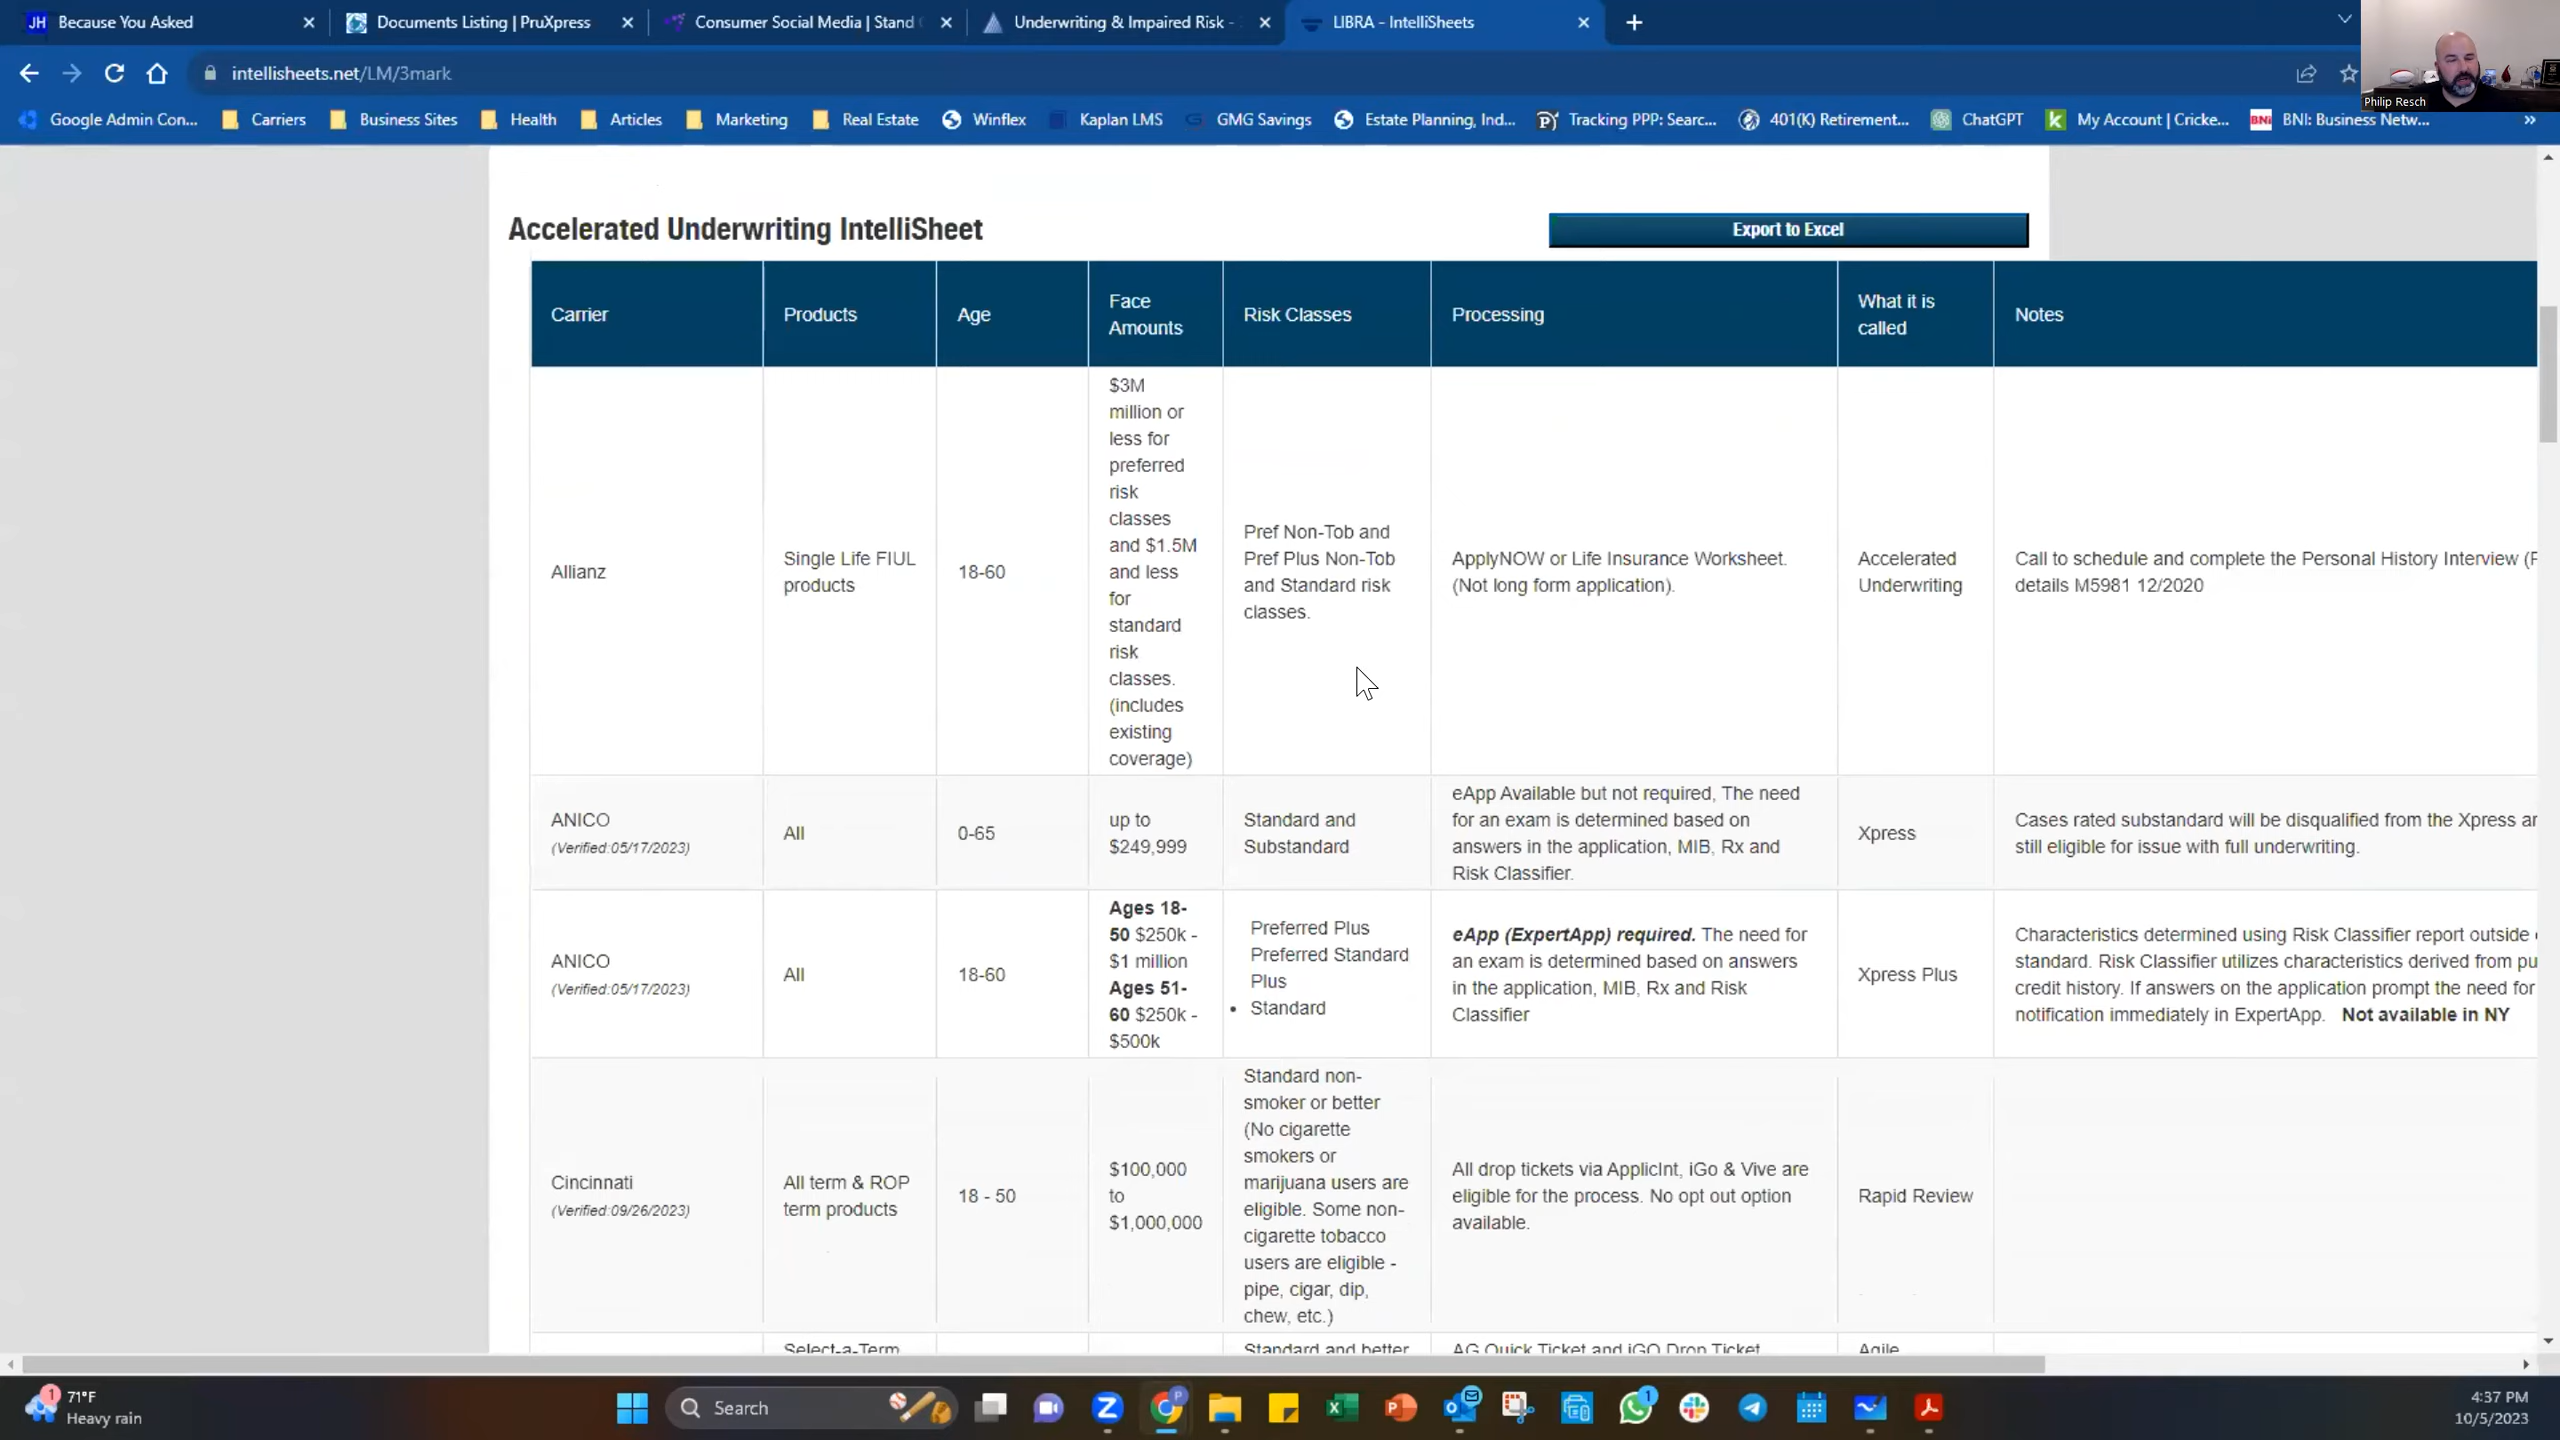 Because You Asked
Documents Listing | PruXpress
Consumer Social Media | Stand
Underwriting & Impaired Risk -
LIBRA - IntelliSheets
intellisheets.net/LM/3mark
Philip Resch
Google Admin Con...
Carriers
Business Sites
Health
Articles
Marketing
Real Estate
Winflex
Kaplan LMS
GMG Savings
Estate Planning, Ind...
Tracking PPP: Searc...
401(K) Retirement...
ChatGPT
My Account | Cricke...
BNI: Business Netw...
Accelerated Underwriting IntelliSheet
Export to Excel
Carrier
Products
Age
Face
Amounts
Risk Classes
Processing
What it is
called
Notes
Allianz
Single Life FIUL
products
18-60
$3M
million or
less for
preferred
risk
classes
and $1.5M
and less
for
standard
risk
classes.
(includes
existing
coverage)
Pref Non-Tob and
Pref Plus Non-Tob
and Standard risk
classes.
ApplyNOW or Life Insurance Worksheet.
(Not long form application).
Accelerated
Underwriting
Call to schedule and complete the Personal History Interview (
details M5981 12/2020
ANICO
(Verified:05/17/2023)
All
0-65
up to
$249,999
Standard and
Substandard
eApp Available but not required, The need
for an exam is determined based on
answers in the application, MIB, Rx and
Risk Classifier.
Xpress
Cases rated substandard will be disqualified from the Xpress
still eligible for issue with full underwriting.
ANICO
(Verified:05/17/2023)
All
18-60
Ages 18-
50 $250k -
$1 million
Ages 51-
60 $250k -
$500k
Preferred Plus
Preferred Standard
Plus
• Standard
eApp (ExpertApp) required. The need for
an exam is determined based on answers
in the application, MIB, Rx and Risk
Classifier
Xpress Plus
Characteristics determined using Risk Classifier report outside
standard. Risk Classifier utilizes characteristics derived from
credit history. If answers on the application prompt the need for
notification immediately in ExpertApp. Not available in NY
Cincinnati
(Verified:09/26/2023)
All term & ROP
term products
18 - 50
$100,000
to
$1,000,000
Standard non-
smoker or better
(No cigarette
smokers or
marijuana users are
eligible. Some non-
cigarette tobacco
users are eligible -
pipe, cigar, dip,
chew, etc.)
All drop tickets via ApplicInt, iGo & Vive are
eligible for the process. No opt out option
available.
Rapid Review
Select-a-Term
Standard and better
AG Quick Ticket and iGO Drop Ticket
Agile
71°F
Heavy rain
Search
4:37 PM
10/5/2023